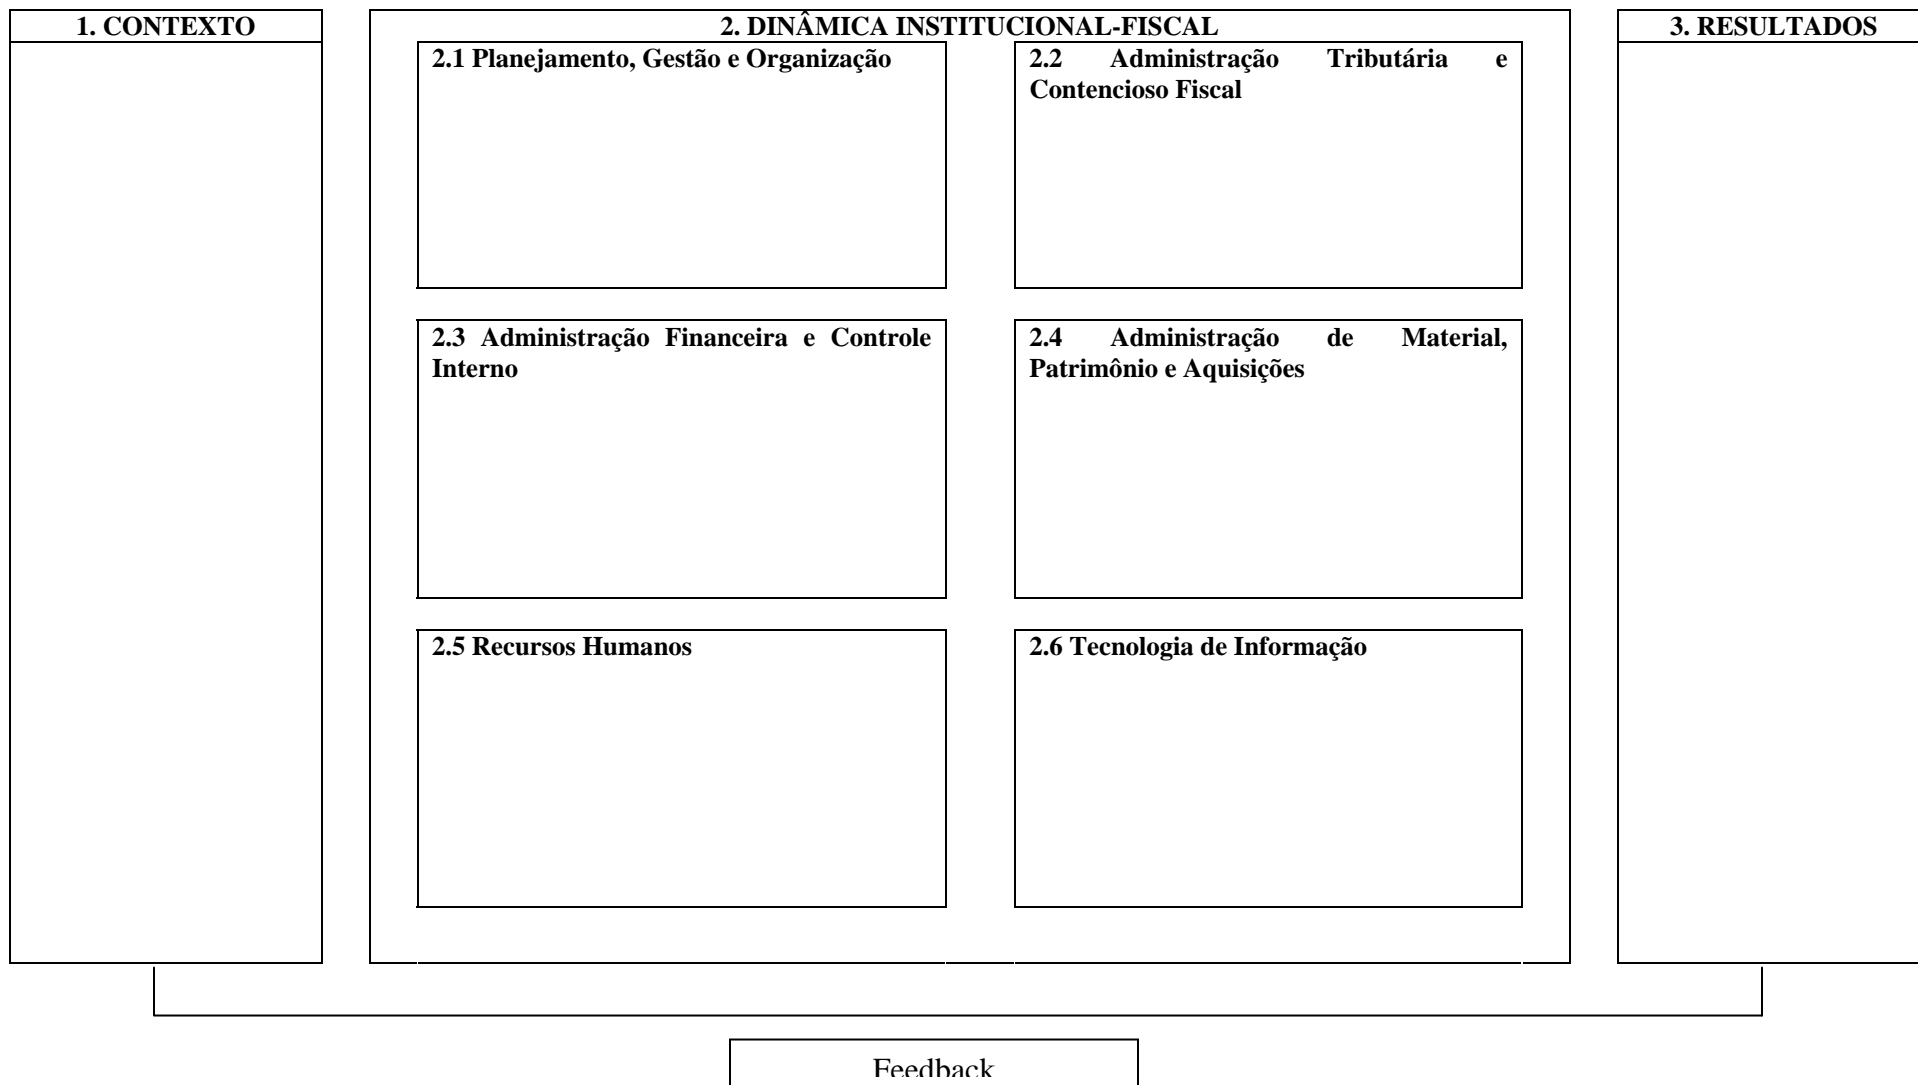 1. CONTEXTO
2. DINÂMICA INSTITUCIONAL-FISCAL
3. RESULTADOS
2.1 Planejamento, Gestão e Organização
2.2 Administração Tributária e
Contencioso Fiscal
2.3 Administração Financeira e Controle
Interno
2.4 Administração de Material,
Patrimônio e Aquisições
2.5 Recursos Humanos
2.6 Tecnologia de Informação
Feedback